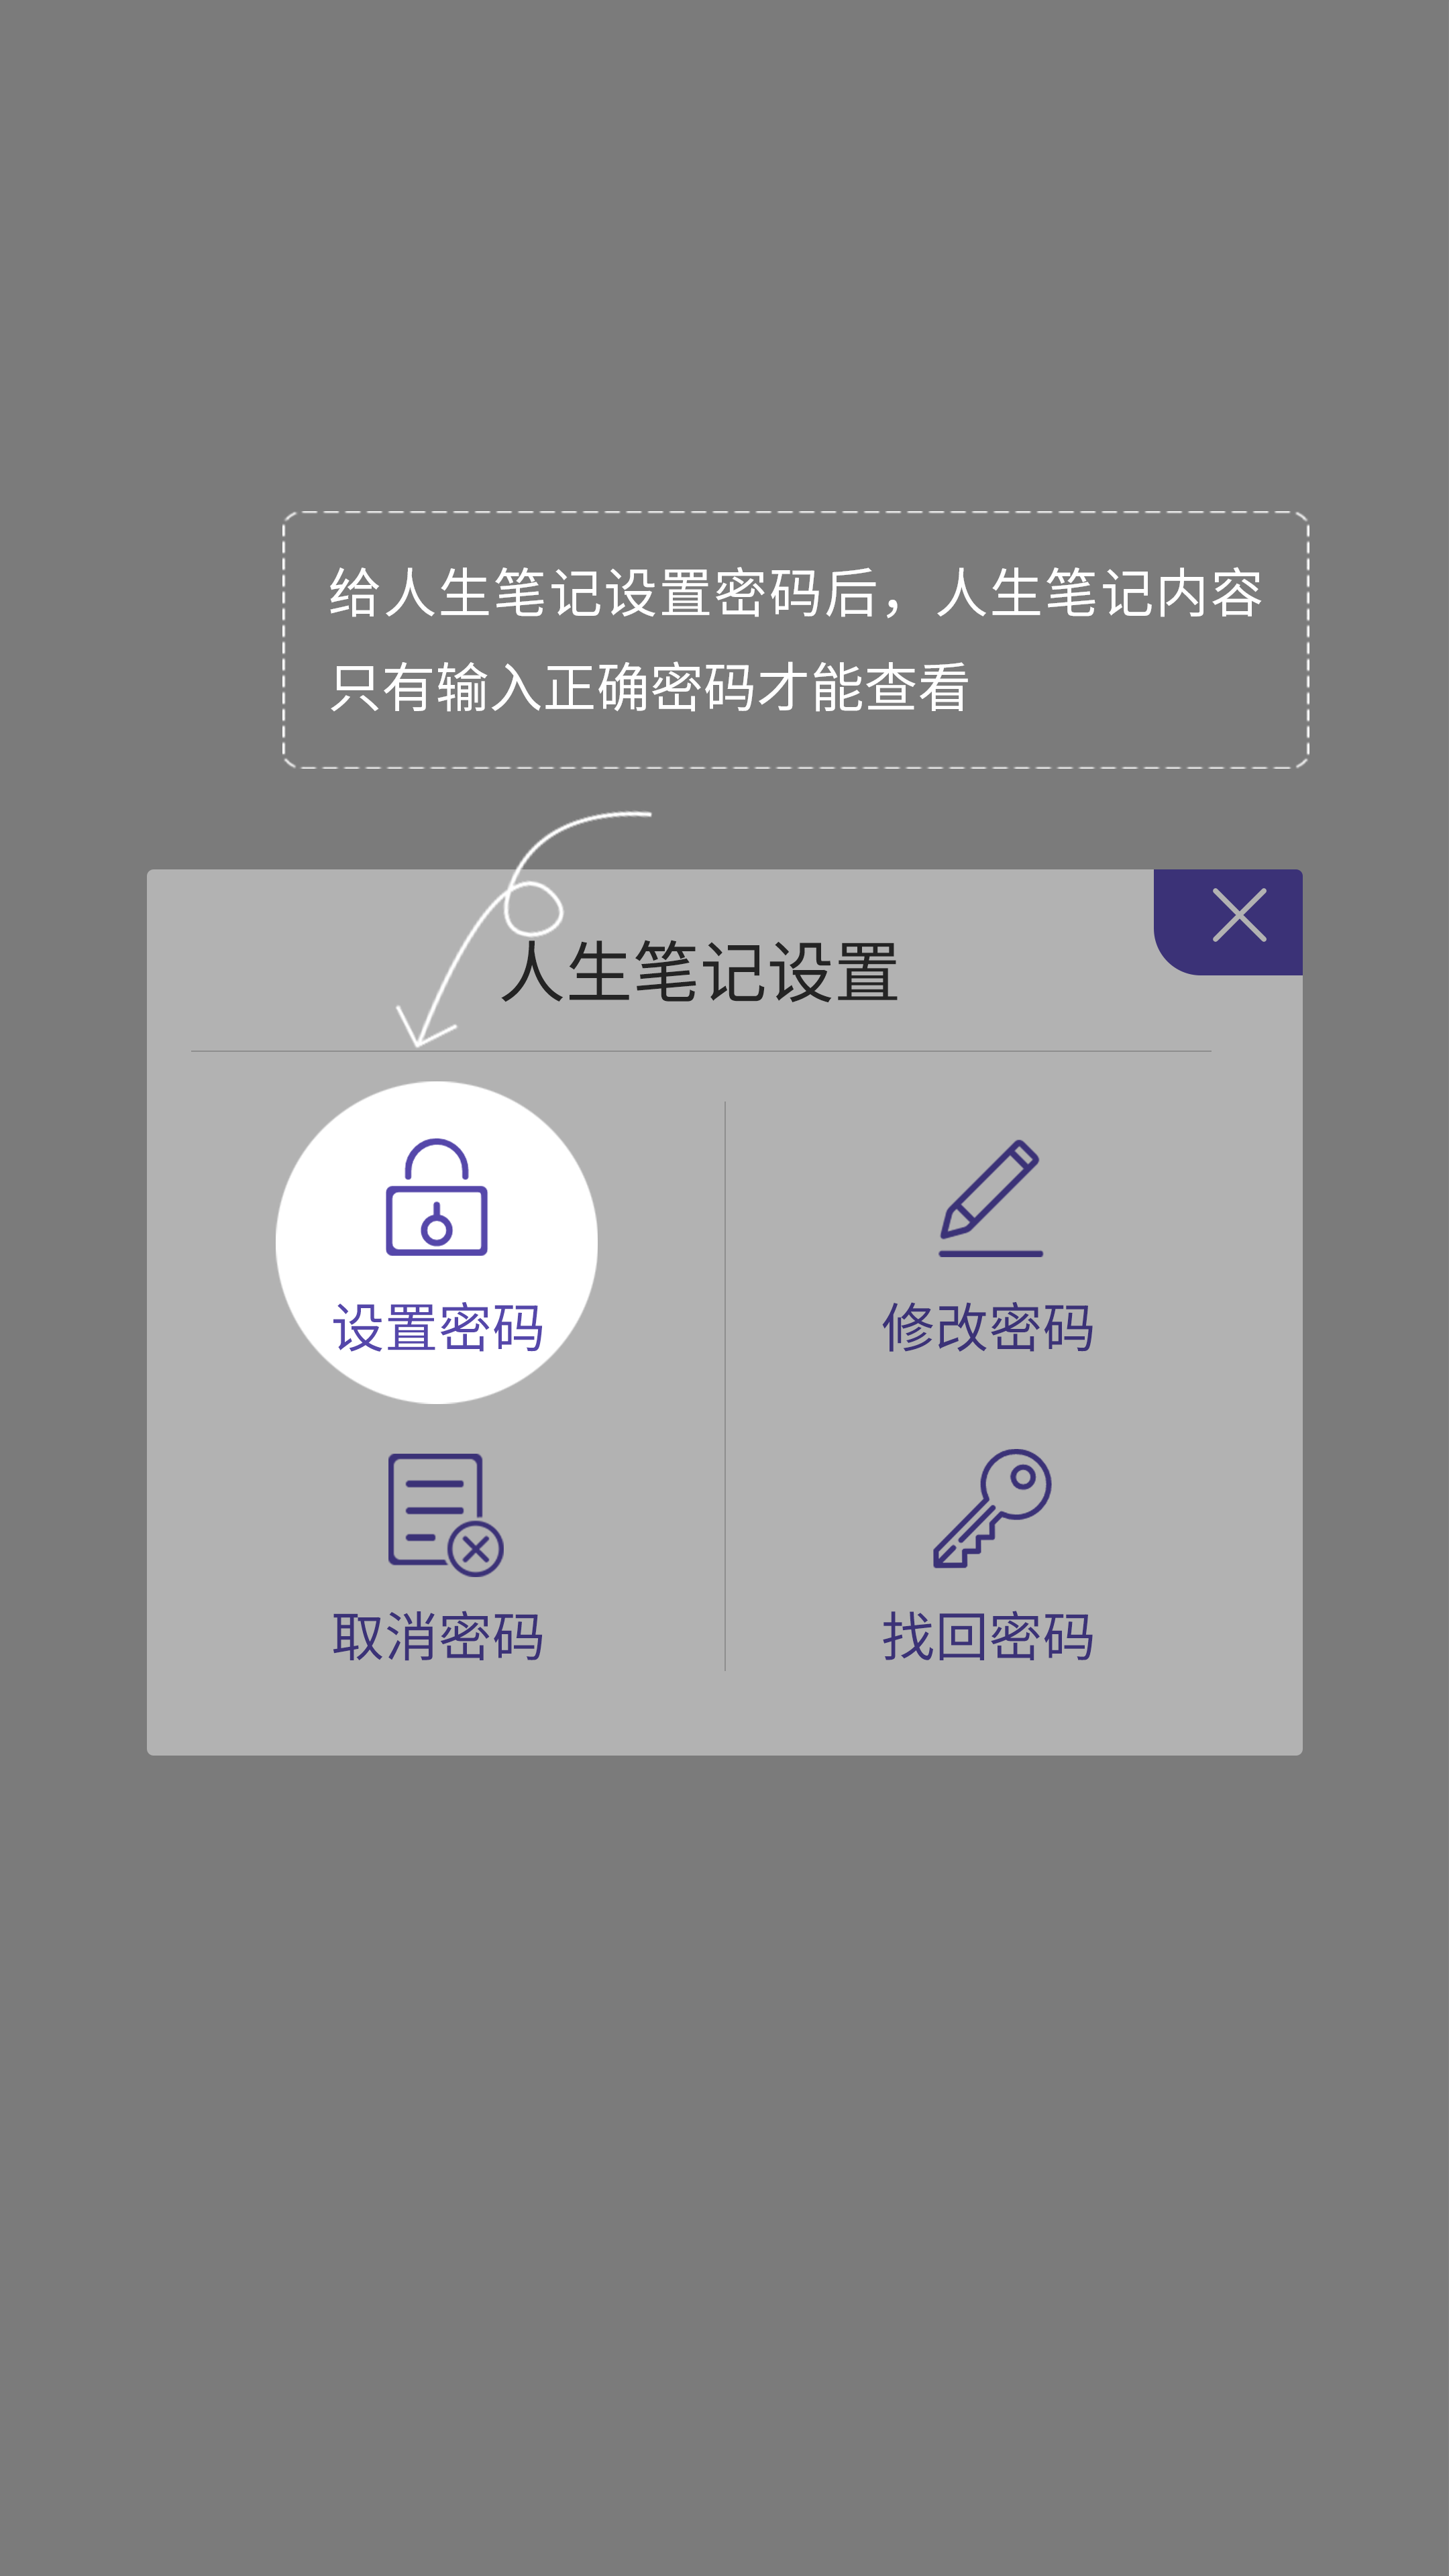 给人生笔记设置密码后，人生笔记内容
只有输入正确密码才能查看
人生笔记设置
设置密码
修改密码
取消密码
找回密码